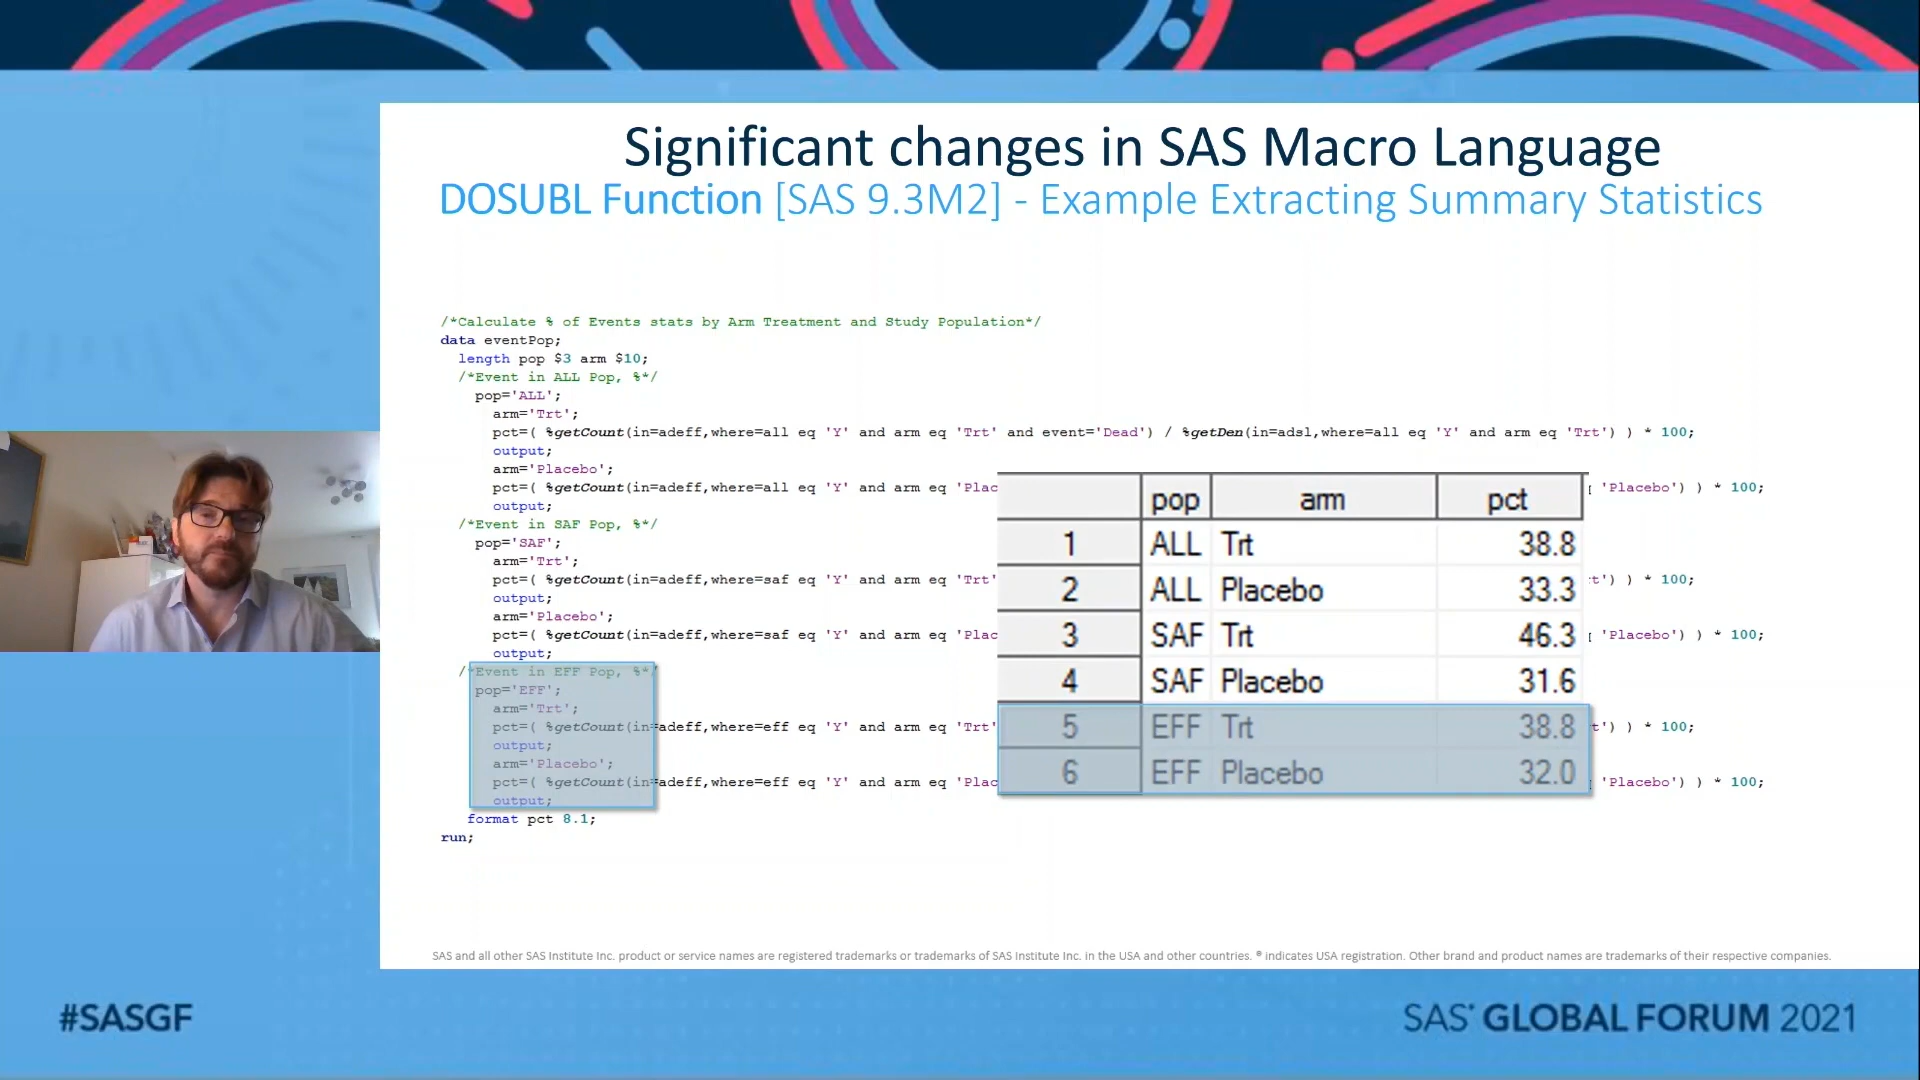 Significant changes in SAS Macro Language
DOSUBL Function [SAS 9.3M2] - Example Extracting Summary Statistics
/*Calculate % of Events stats by Arm Treatment and Study Population*/
data eventPop;
length pop $3 arm $10;
/*Event in ALL Pop, %*/
pop='ALL';
arm='Trt';
pct=( %getCount(in=adeff,where=all eq 'Y' and arm eq 'Trt' and event='Dead') / %getDen(in=adsl,where=all eq 'Y' and arm eq 'Trt') ) * 100;
output;
arm='Placebo';
pct=( %getCount(in=adeff,where=all eq 'Y' and arm eq 'Plac 'Placebo') ) * 100;
output;
/*Event in SAF Pop, %*/
pop='SAF';
arm='Trt';
pct=( %getCount(in=adeff,where=saf eq 'Y' and arm eq 'Trt' t') ) * 100;
output;
arm='Placebo';
pct=( %getCount(in=adeff,where=saf eq 'Y' and arm eq 'Plac 'Placebo') ) * 100;
output;
/*Event in EFF Pop, %*/
pop='EFF';
arm='Trt';
pct=( %getCount(in=adeff,where=eff eq 'Y' and arm eq 'Trt' t') ) * 100;
output;
arm='Placebo';
pct=( %getCount(in=adeff,where=eff eq 'Y' and arm eq 'Plac 'Placebo') ) * 100;
output;
format pct 8.1;
run;
pop arm pct
1 ALL Trt 38.8
2 ALL Placebo 33.3
3 SAF Trt 46.3
4 SAF Placebo 31.6
5 EFF Trt 38.8
6 EFF Placebo 32.0
SAS and all other SAS Institute Inc. product or service names are registered trademarks or trademarks of SAS Institute Inc. in the USA and other countries. ® indicates USA registration. Other brand and product names are trademarks of their respective companies.
#SASGF
SAS® GLOBAL FORUM 2021